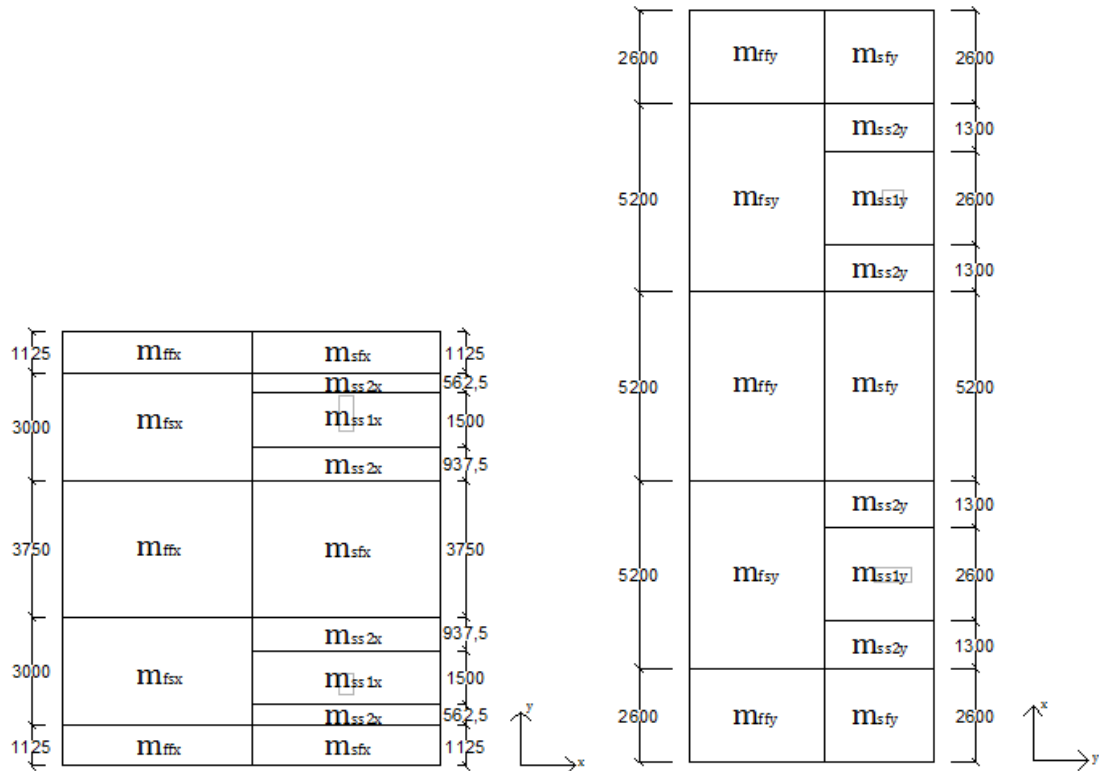 2600 mffy msfy 2600
mss2y 1300
5200 mfsy mss1y 2600
mss2y 1300
5200 mffy msfy 5200
mss2y 1300
5200 mfsy mss1y 2600
mss2y 1300
2600 mffy msfy 2600
x
y
1125 mffx msfx 1125
mss2x 562,5
3000 mfsx mss1x 1500
mss2x 937,5
3750 mffx msfx 3750
mss2x 937,5
3000 mfsx mss1x 1500
mss2x 562,5
1125 mffx msfx 1125
y
x